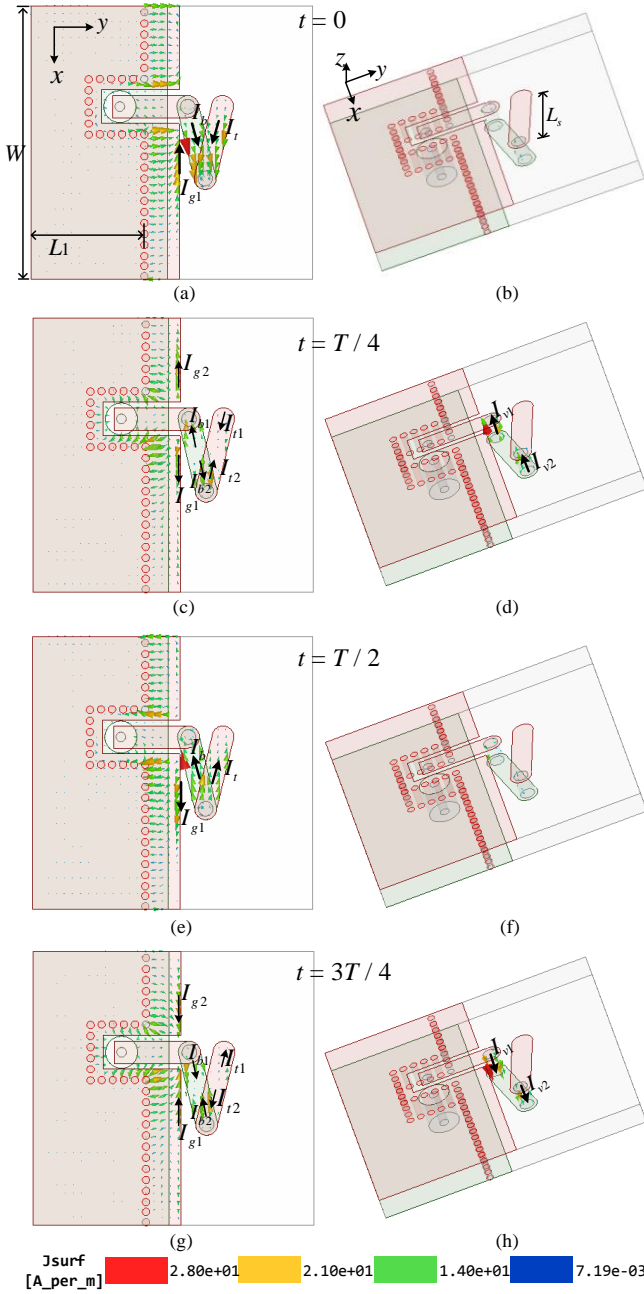 t = 0
y
x
W
L1
I_b
I_t
I_g1
(a)
z
y
x
L_s
(b)
t = T / 4
I_g2
I_b1
I_t1
I_b2
I_t2
I_g1
(c)
I_v1
I_v2
(d)
t = T / 2
I_b
I_t
I_g1
(e)
(f)
t = 3T / 4
I_g2
I_b1
I_t1
I_b2
I_t2
I_g1
(g)
I_v1
I_v2
(h)
Jsurf
[A_per_m]
2.80e+01
2.10e+01
1.40e+01
7.19e-03